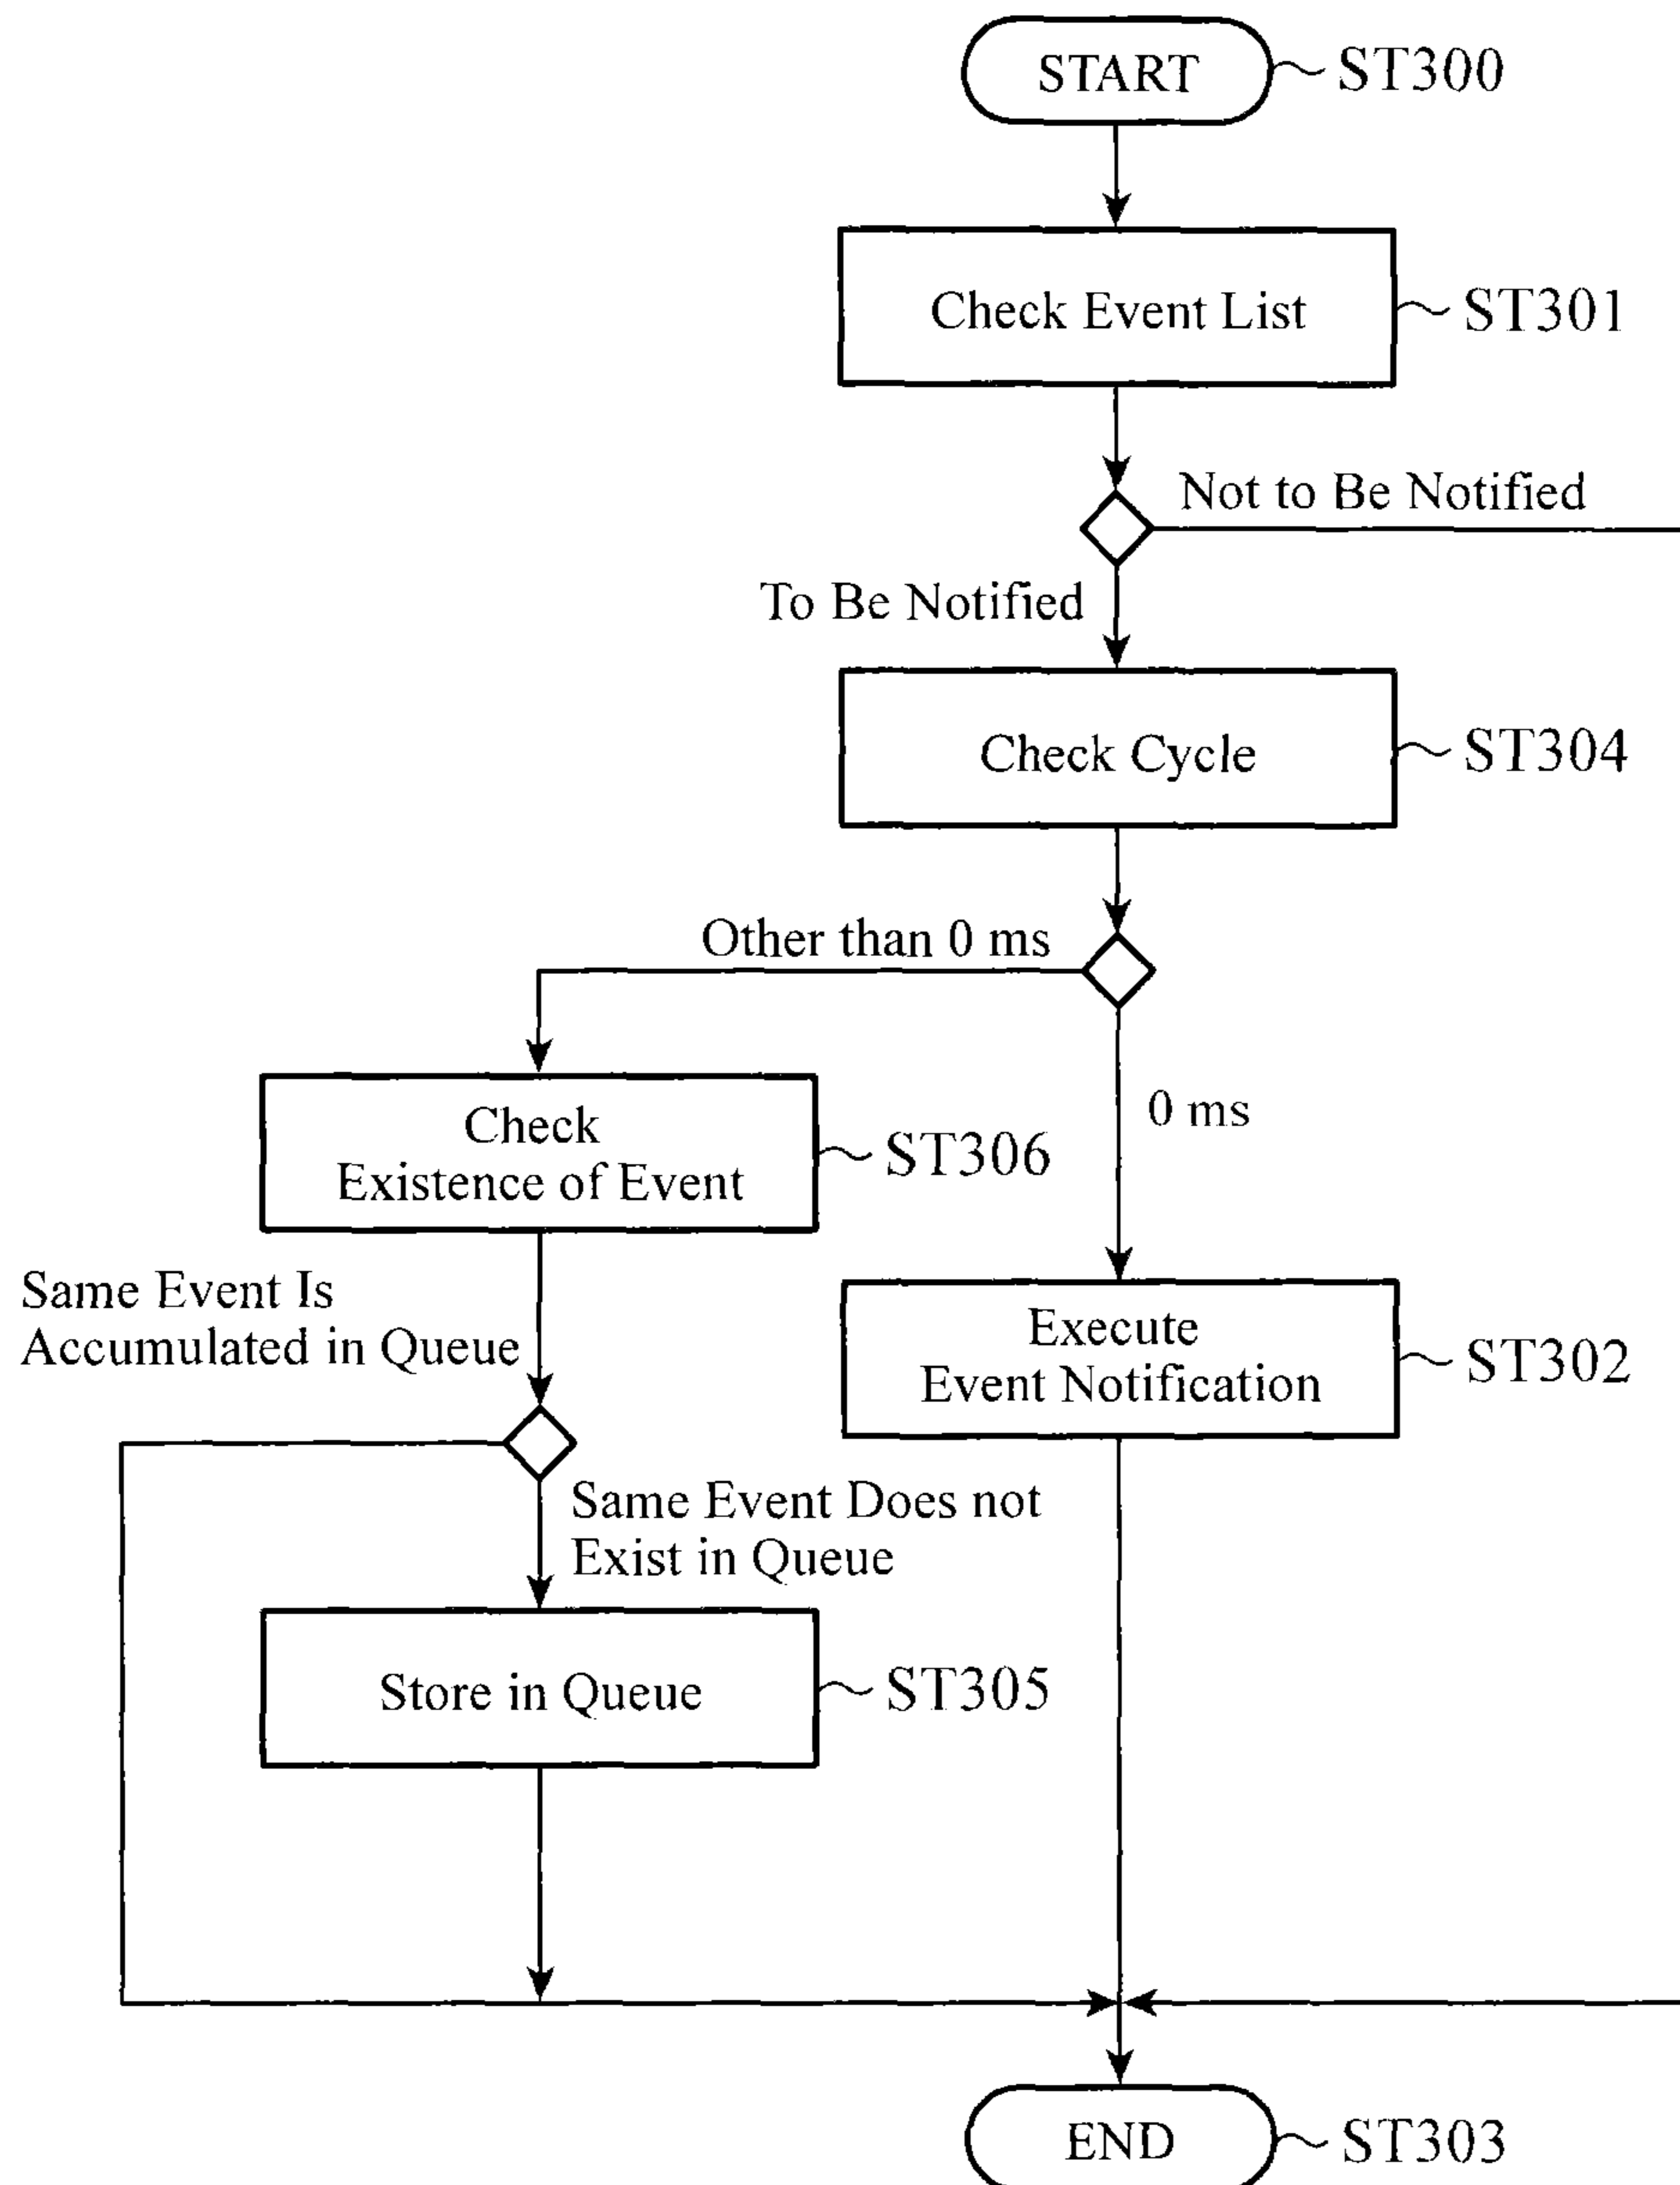 START
ST300
Check Event List
ST301
Not to Be Notified
To Be Notified
Check Cycle
ST304
Other than 0 ms
0 ms
Check
Existence of Event
ST306
Same Event Is
Accumulated in Queue
Execute
Event Notification
ST302
Same Event Does not
Exist in Queue
Store in Queue
ST305
END
ST303